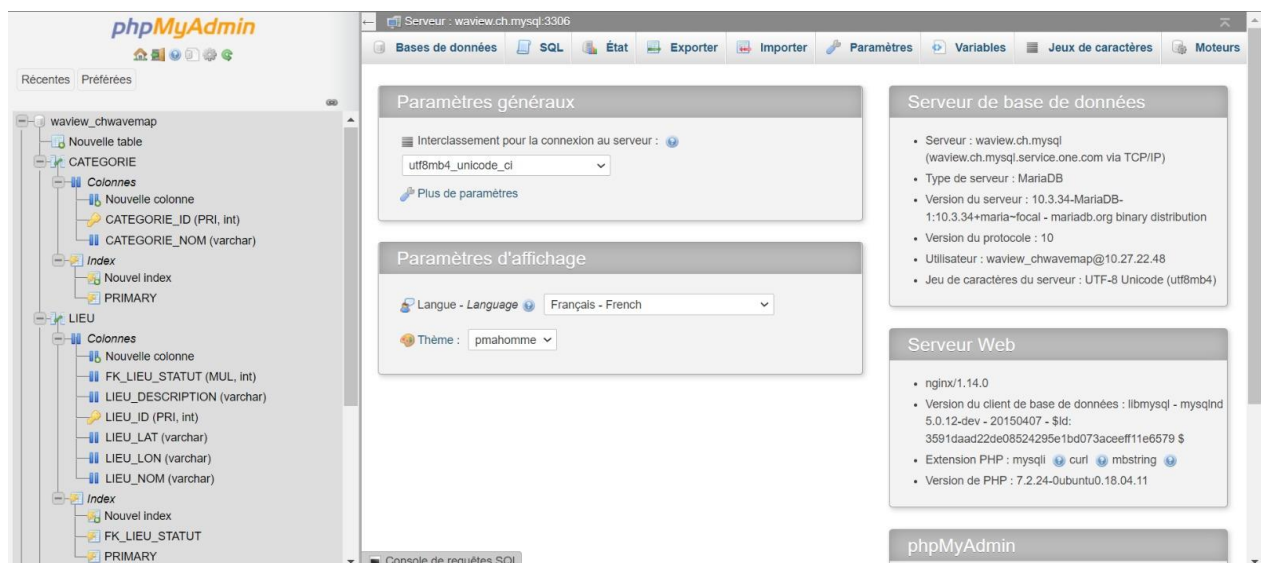 phpMyAdmin
Récentes Préférées
waview_chwavemap
Nouvelle table
CATEGORIE
Colonnes
Nouvelle colonne
CATEGORIE_ID (PRI, int)
CATEGORIE_NOM (varchar)
Index
Nouvel index
PRIMARY
LIEU
Colonnes
Nouvelle colonne
FK_LIEU_STATUT (MUL, int)
LIEU_DESCRIPTION (varchar)
LIEU_ID (PRI, int)
LIEU_LAT (varchar)
LIEU_LON (varchar)
LIEU_NOM (varchar)
Index
Nouvel index
FK_LIEU_STATUT
PRIMARY
Serveur : waview.ch.mysql:3306
Bases de données SQL État Exporter Importer Paramètres Variables Jeux de caractères Moteurs
Paramètres généraux
Interclassement pour la connexion au serveur :
utf8mb4_unicode_ci
Plus de paramètres
Paramètres d'affichage
Langue - Language Français - French
Thème : pmahomme
Console de requêtes SQL
Serveur de base de données
Serveur : waview.ch.mysql
(waview.ch.mysql.service.one.com via TCP/IP)
Type de serveur : MariaDB
Version du serveur : 10.3.34-MariaDB-
1:10.3.34+maria~focal - mariadb.org binary distribution
Version du protocole : 10
Utilisateur : waview_chwavemap@10.27.22.48
Jeu de caractères du serveur : UTF-8 Unicode (utf8mb4)
Serveur Web
nginx/1.14.0
Version du client de base de données : libmysql - mysqlnd
5.0.12-dev - 20150407 - $Id:
3591daad22de08524295e1bd073aceeff11e6579 $
Extension PHP : mysqli curl mbstring
Version de PHP : 7.2.24-0ubuntu0.18.04.11
phpMyAdmin